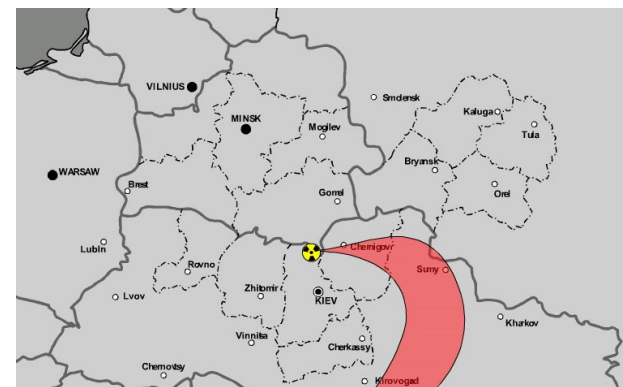 Smolensk
VILNIUS
Kaluga
MINSK
Mogilev
Tula
Bryansk
WARSAW
Brest
Orel
Gomel
Chernigov
Lublin
Rovno
Sumy
Zhitomir
KIEV
Lvov
Kharkov
Vinnitsa
Cherkassy
Chernovtsy
Kirovograd